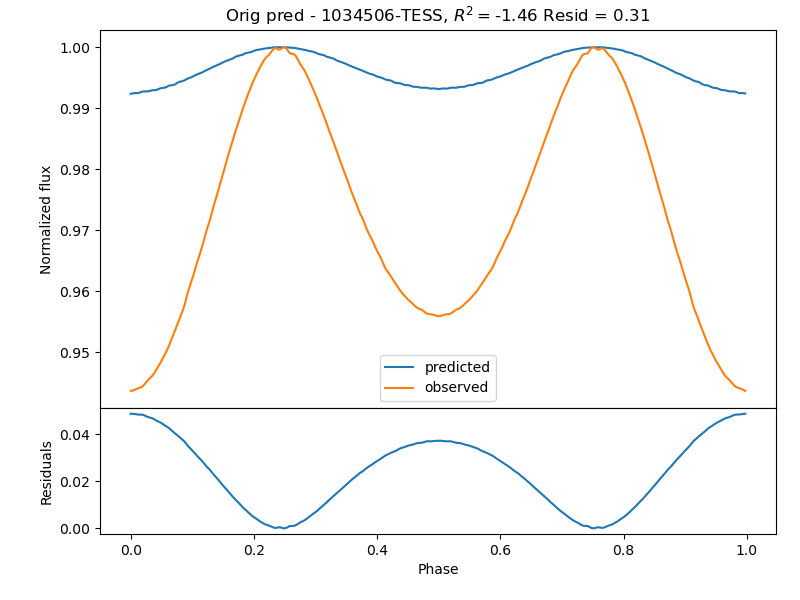 Orig pred - 1034506-TESS, R² = -1.46 Resid = 0.31
Normalized flux
1.00
0.99
0.98
0.97
0.96
0.95
predicted
observed
Residuals
0.04
0.02
0.00
0.0 0.2 0.4 0.6 0.8 1.0
Phase